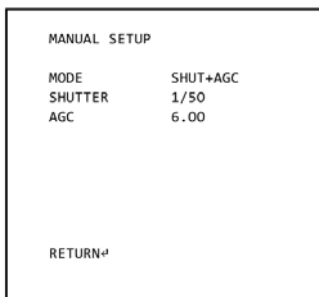 MANUAL SETUP
MODE SHUT+AGC
SHUTTER 1/50
AGC 6.00
RETURN↵